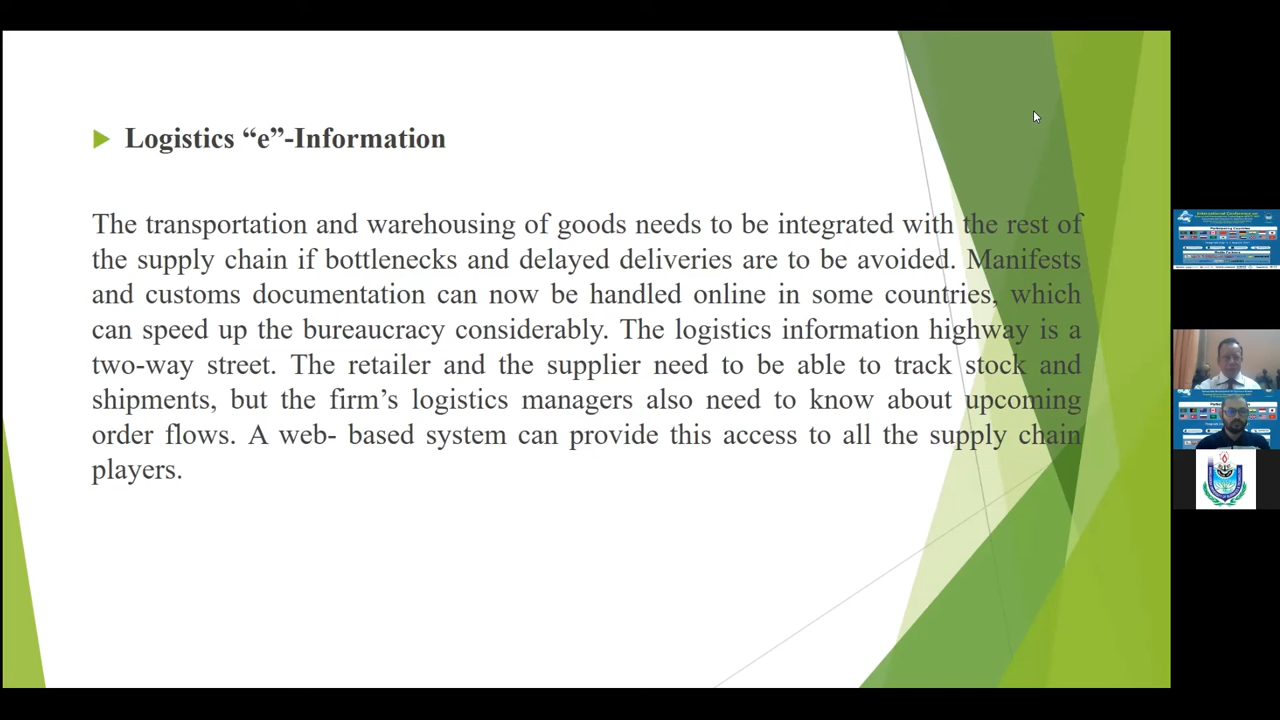 Logistics “e”-Information
The transportation and warehousing of goods needs to be integrated with the rest of
the supply chain if bottlenecks and delayed deliveries are to be avoided. Manifests
and customs documentation can now be handled online in some countries, which
can speed up the bureaucracy considerably. The logistics information highway is a
two-way street. The retailer and the supplier need to be able to track stock and
shipments, but the firm’s logistics managers also need to know about upcoming
order flows. A web- based system can provide this access to all the supply chain
players.
International Conference on
Participating Countries